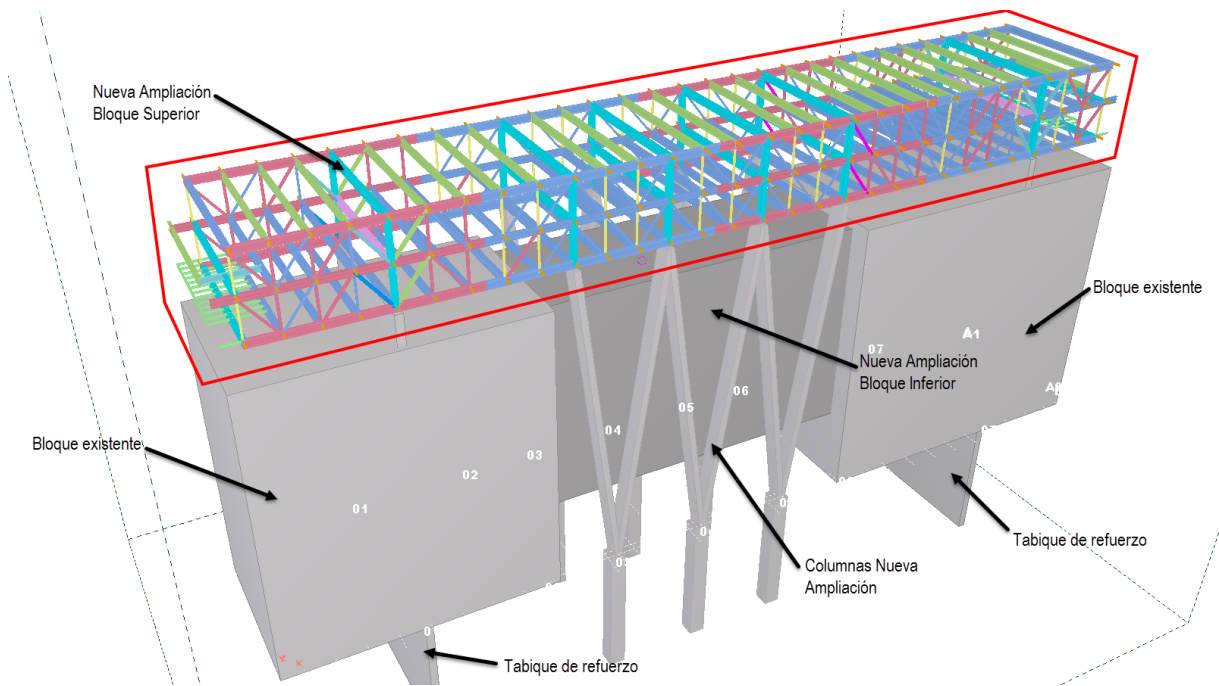 Nueva Ampliación
Bloque Superior
Bloque existente
07
A1
Nueva Ampliación
Bloque Inferior
06
05
04
Bloque existente
03
02
01
Tabique de refuerzo
Columnas Nueva
Ampliación
Tabique de refuerzo